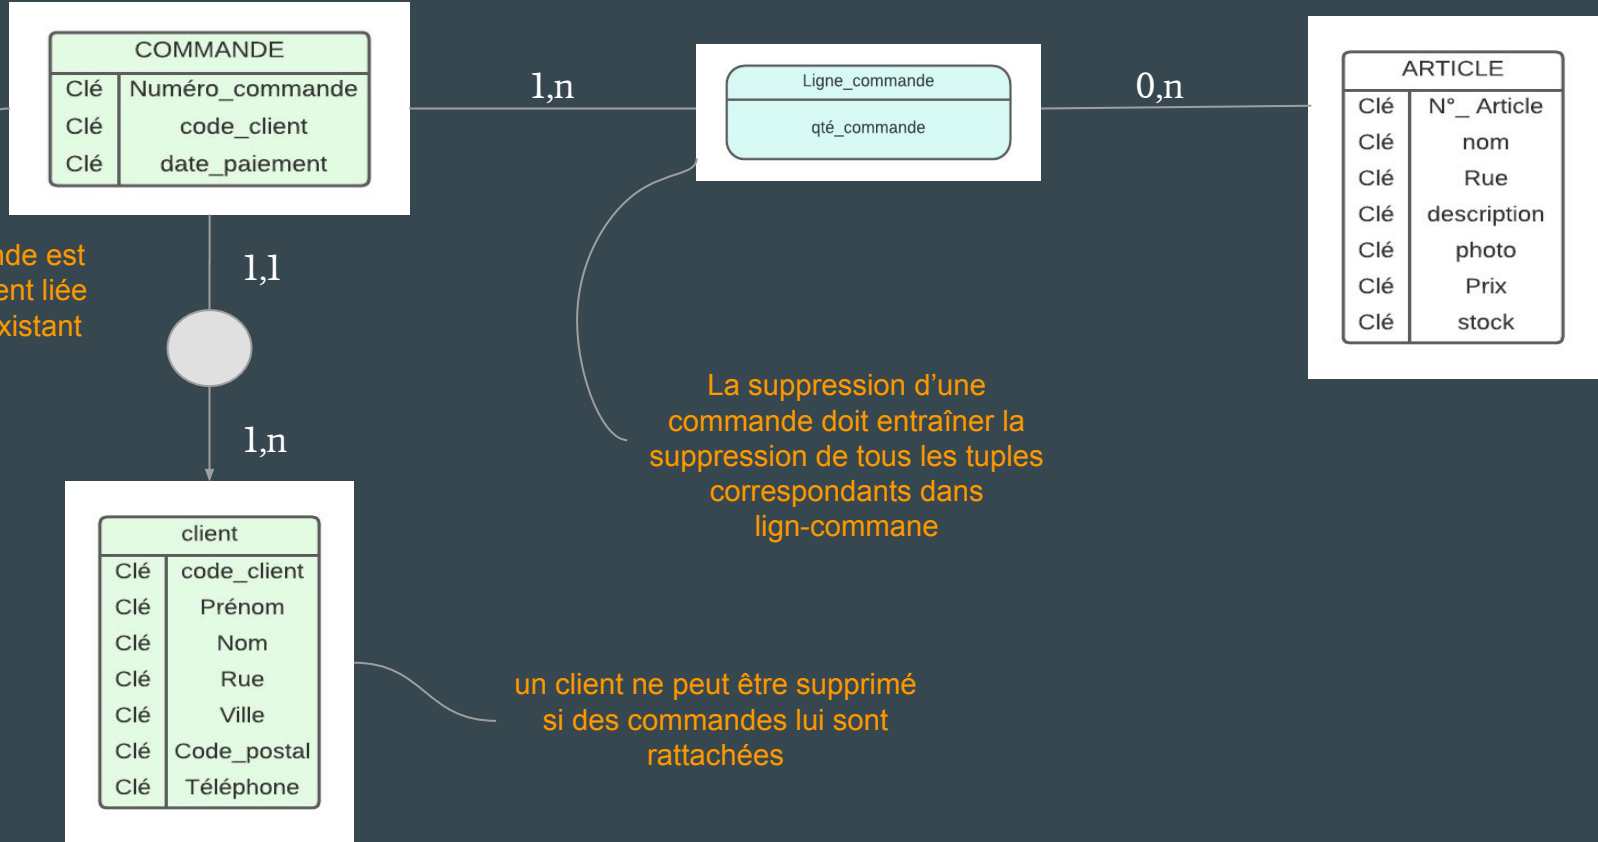 COMMANDE
Clé Numéro_commande
Clé code_client
Clé date_paiement
1,n
Ligne_commande
qté_commande
0,n
ARTICLE
Clé N°_ Article
Clé nom
Clé Rue
Clé description
Clé photo
Clé Prix
Clé stock
est
liée
1,1
1,n
La suppression d’une
commande doit entraîner la
suppression de tous les tuples
correspondants dans
lign-commane
client
Clé code_client
Clé Prénom
Clé Nom
Clé Rue
Clé Ville
Clé Code_postal
Clé Téléphone
un client ne peut être supprimé
si des commandes lui sont
rattachées